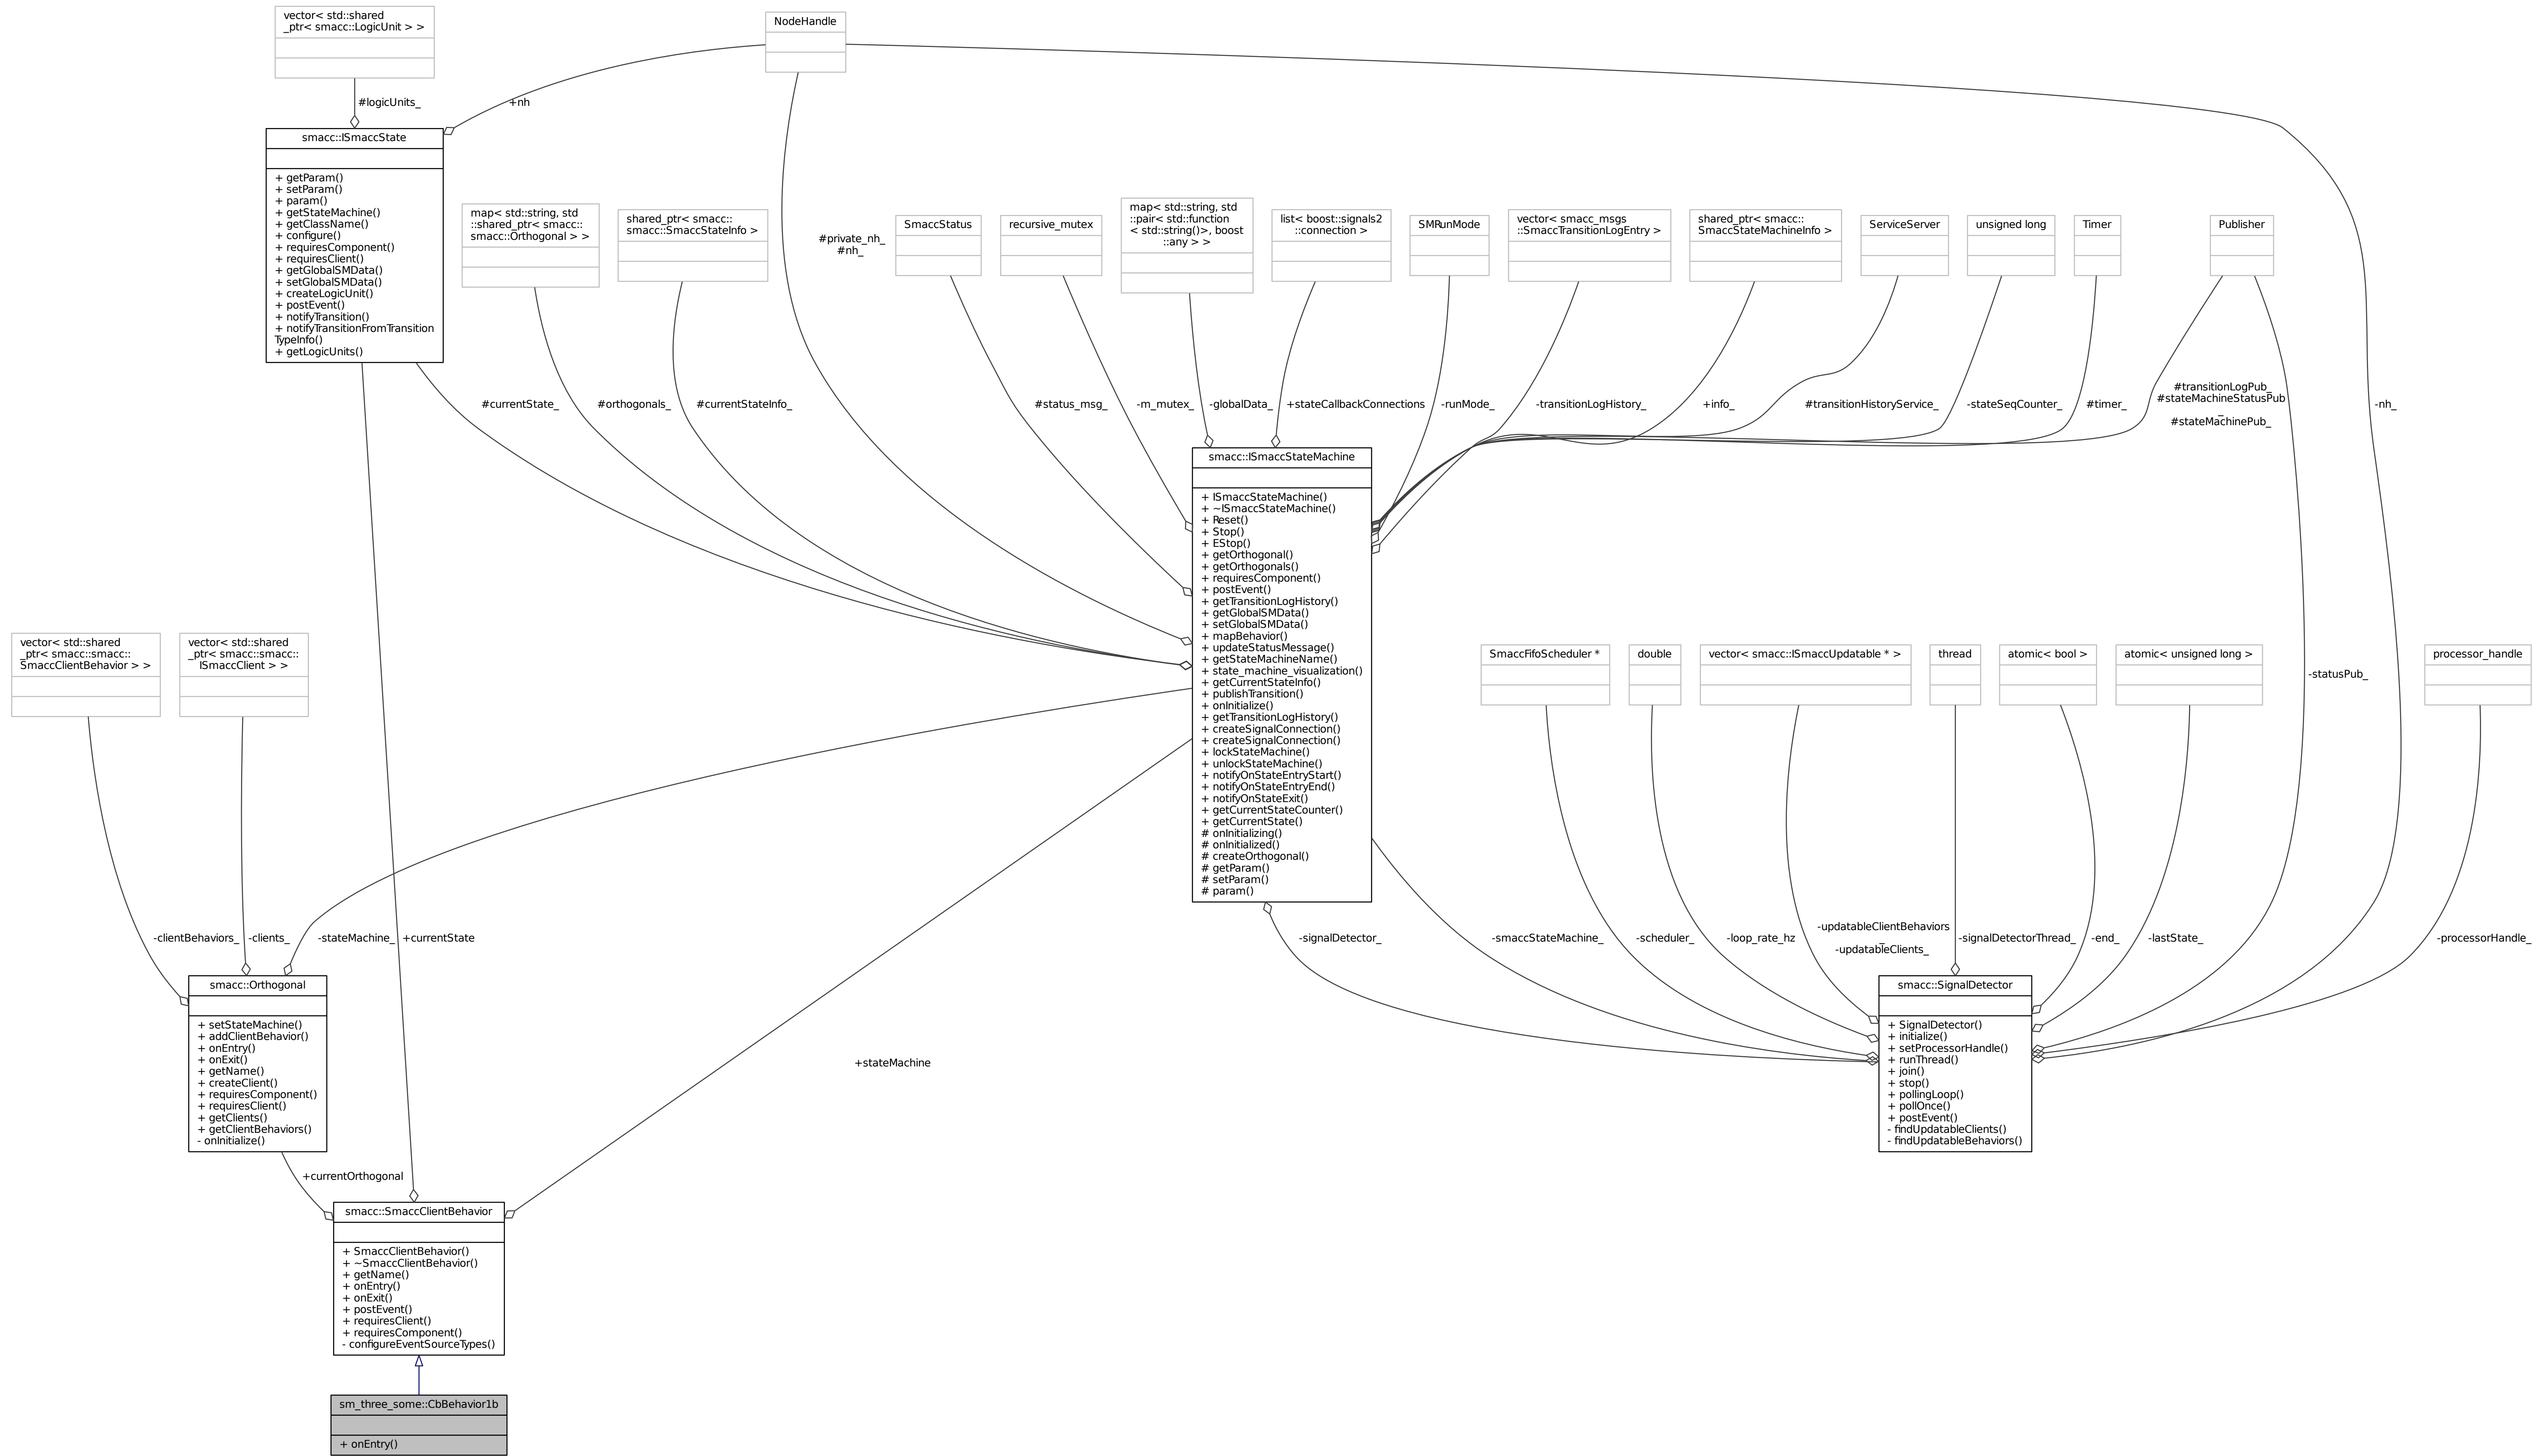 vector< std::shared
_ptr< smacc::LogicUnit > >
NodeHandle
#logicUnits_
+nh
smacc::ISmaccState
+ getParam()
+ setParam()
+ param()
+ getStateMachine()
+ getClassName()
+ configure()
+ requiresComponent()
+ requiresClient()
+ getGlobalSMData()
+ setGlobalSMData()
+ createLogicUnit()
+ postEvent()
+ notifyTransition()
+ notifyTransitionFromTransition
TypeInfo()
+ getLogicUnits()
map< std::string, std
::shared_ptr< smacc::
smacc::Orthogonal > >
shared_ptr< smacc::
smacc::SmaccStateInfo >
#private_nh_
#nh_
SmaccStatus
recursive_mutex
map< std::string, std
::pair< std::function
< std::string()>, boost
::any > >
list< boost::signals2
::connection >
SMRunMode
vector< smacc_msgs
::SmaccTransitionLogEntry >
shared_ptr< smacc::
SmaccStateMachineInfo >
ServiceServer
unsigned long
Timer
Publisher
#currentState_
#orthogonals_
#currentStateInfo_
#status_msg_
-m_mutex_
-globalData_
+stateCallbackConnections
-runMode_
-transitionLogHistory_
+info_
#transitionHistoryService_
-stateSeqCounter_
#timer_
#transitionLogPub_
#stateMachineStatusPub
_
#stateMachinePub_
-nh_
smacc::ISmaccStateMachine
+ ISmaccStateMachine()
+ ~ISmaccStateMachine()
+ Reset()
+ Stop()
+ EStop()
+ getOrthogonal()
+ getOrthogonals()
+ requiresComponent()
+ postEvent()
+ getTransitionLogHistory()
+ getGlobalSMData()
+ setGlobalSMData()
+ mapBehavior()
+ updateStatusMessage()
+ getStateMachineName()
+ state_machine_visualization()
+ getCurrentStateInfo()
+ publishTransition()
+ onInitialize()
+ getTransitionLogHistory()
+ createSignalConnection()
+ createSignalConnection()
+ lockStateMachine()
+ unlockStateMachine()
+ notifyOnStateEntryStart()
+ notifyOnStateEntryEnd()
+ notifyOnStateExit()
+ getCurrentStateCounter()
+ getCurrentState()
# onInitializing()
# onInitialized()
# createOrthogonal()
# getParam()
# setParam()
# param()
vector< std::shared
_ptr< smacc::smacc::
SmaccClientBehavior > >
vector< std::shared
_ptr< smacc::smacc::
ISmaccClient > >
SmaccFifoScheduler *
double
vector< smacc::ISmaccUpdatable * >
thread
atomic< bool >
atomic< unsigned long >
-statusPub_
processor_handle
-clientBehaviors_
-clients_
-stateMachine_
+currentState
-signalDetector_
-smaccStateMachine_
-scheduler_
-loop_rate_hz
-updatableClientBehaviors
_
-updatableClients_
-signalDetectorThread_
-end_
-lastState_
-processorHandle_
smacc::Orthogonal
+ setStateMachine()
+ addClientBehavior()
+ onEntry()
+ onExit()
+ getName()
+ createClient()
+ requiresComponent()
+ requiresClient()
+ getClients()
+ getClientBehaviors()
- onInitialize()
smacc::SignalDetector
+ SignalDetector()
+ initialize()
+ setProcessorHandle()
+ runThread()
+ join()
+ stop()
+ pollingLoop()
+ pollOnce()
+ postEvent()
- findUpdatableClients()
- findUpdatableBehaviors()
+stateMachine
+currentOrthogonal
smacc::SmaccClientBehavior
+ SmaccClientBehavior()
+ ~SmaccClientBehavior()
+ getName()
+ onEntry()
+ onExit()
+ postEvent()
+ requiresClient()
+ requiresComponent()
- configureEventSourceTypes()
sm_three_some::CbBehavior1b
+ onEntry()